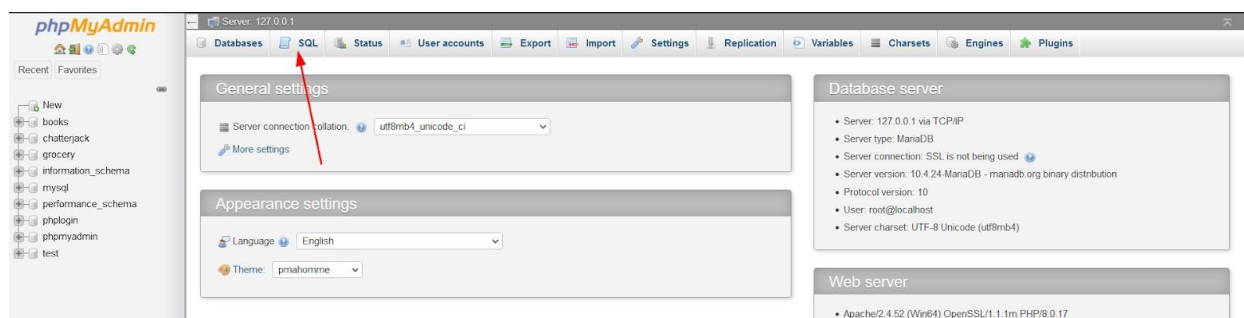 phpMyAdmin
Recent Favorites
New
books
chatterjack
grocery
information_schema
mysql
performance_schema
phplogin
phpmyadmin
test
Server: 127.0.0.1
Databases SQL Status User accounts Export Import Settings Replication Variables Charsets Engines Plugins
General settings
Server connection collation: utf8mb4_unicode_ci
More settings
Appearance settings
Language English
Theme: pmahomme
Database server
• Server: 127.0.0.1 via TCP/IP
• Server type: MariaDB
• Server connection: SSL is not being used
• Server version: 10.4.24-MariaDB - mariadb.org binary distribution
• Protocol version: 10
• User: root@localhost
• Server charset: UTF-8 Unicode (utf8mb4)
Web server
• Apache/2.4.52 (Win64) OpenSSL/1.1.1m PHP/8.0.17